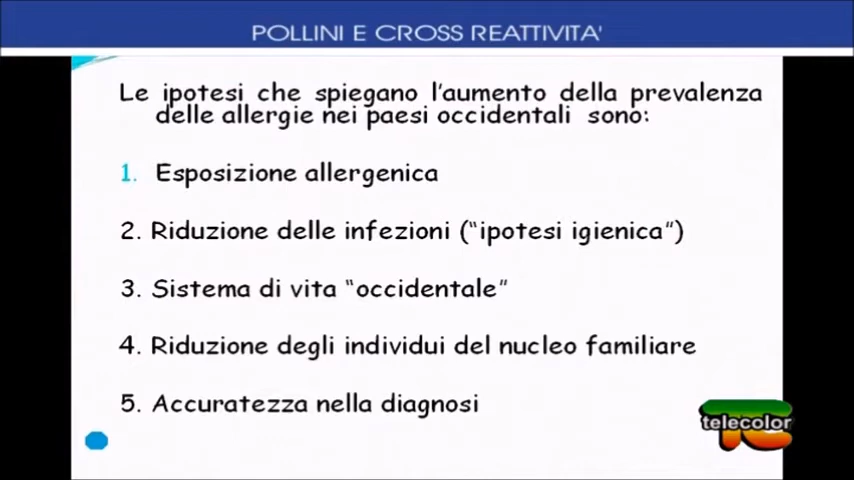 POLLINI E CROSS REATTIVITA'
Le ipotesi che spiegano l'aumento della prevalenza
delle allergie nei paesi occidentali sono:
1. Esposizione allergenica
2. Riduzione delle infezioni ("ipotesi igienica")
3. Sistema di vita "occidentale"
4. Riduzione degli individui del nucleo familiare
5. Accuratezza nella diagnosi
telecolor